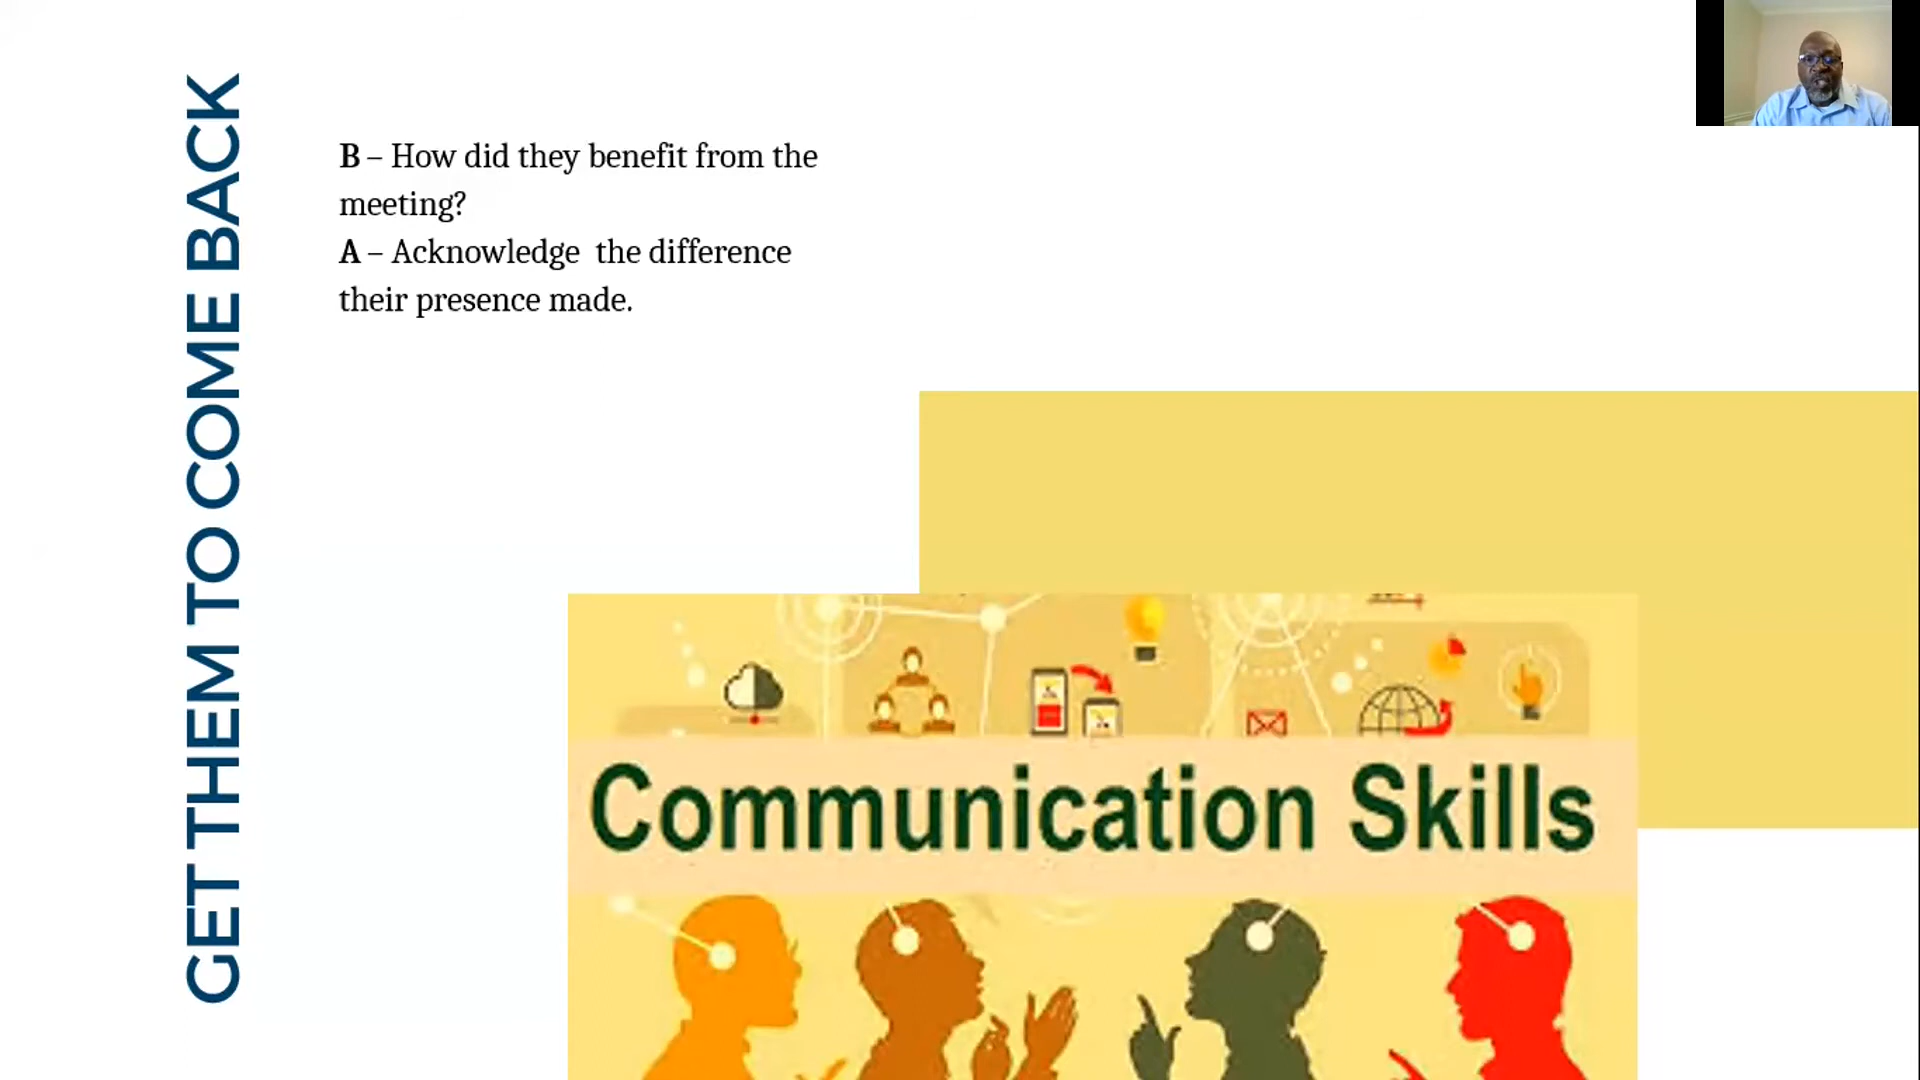 GET THEM TO COME BACK
B – How did they benefit from the
meeting?
A – Acknowledge  the difference
their presence made.
Communication Skills